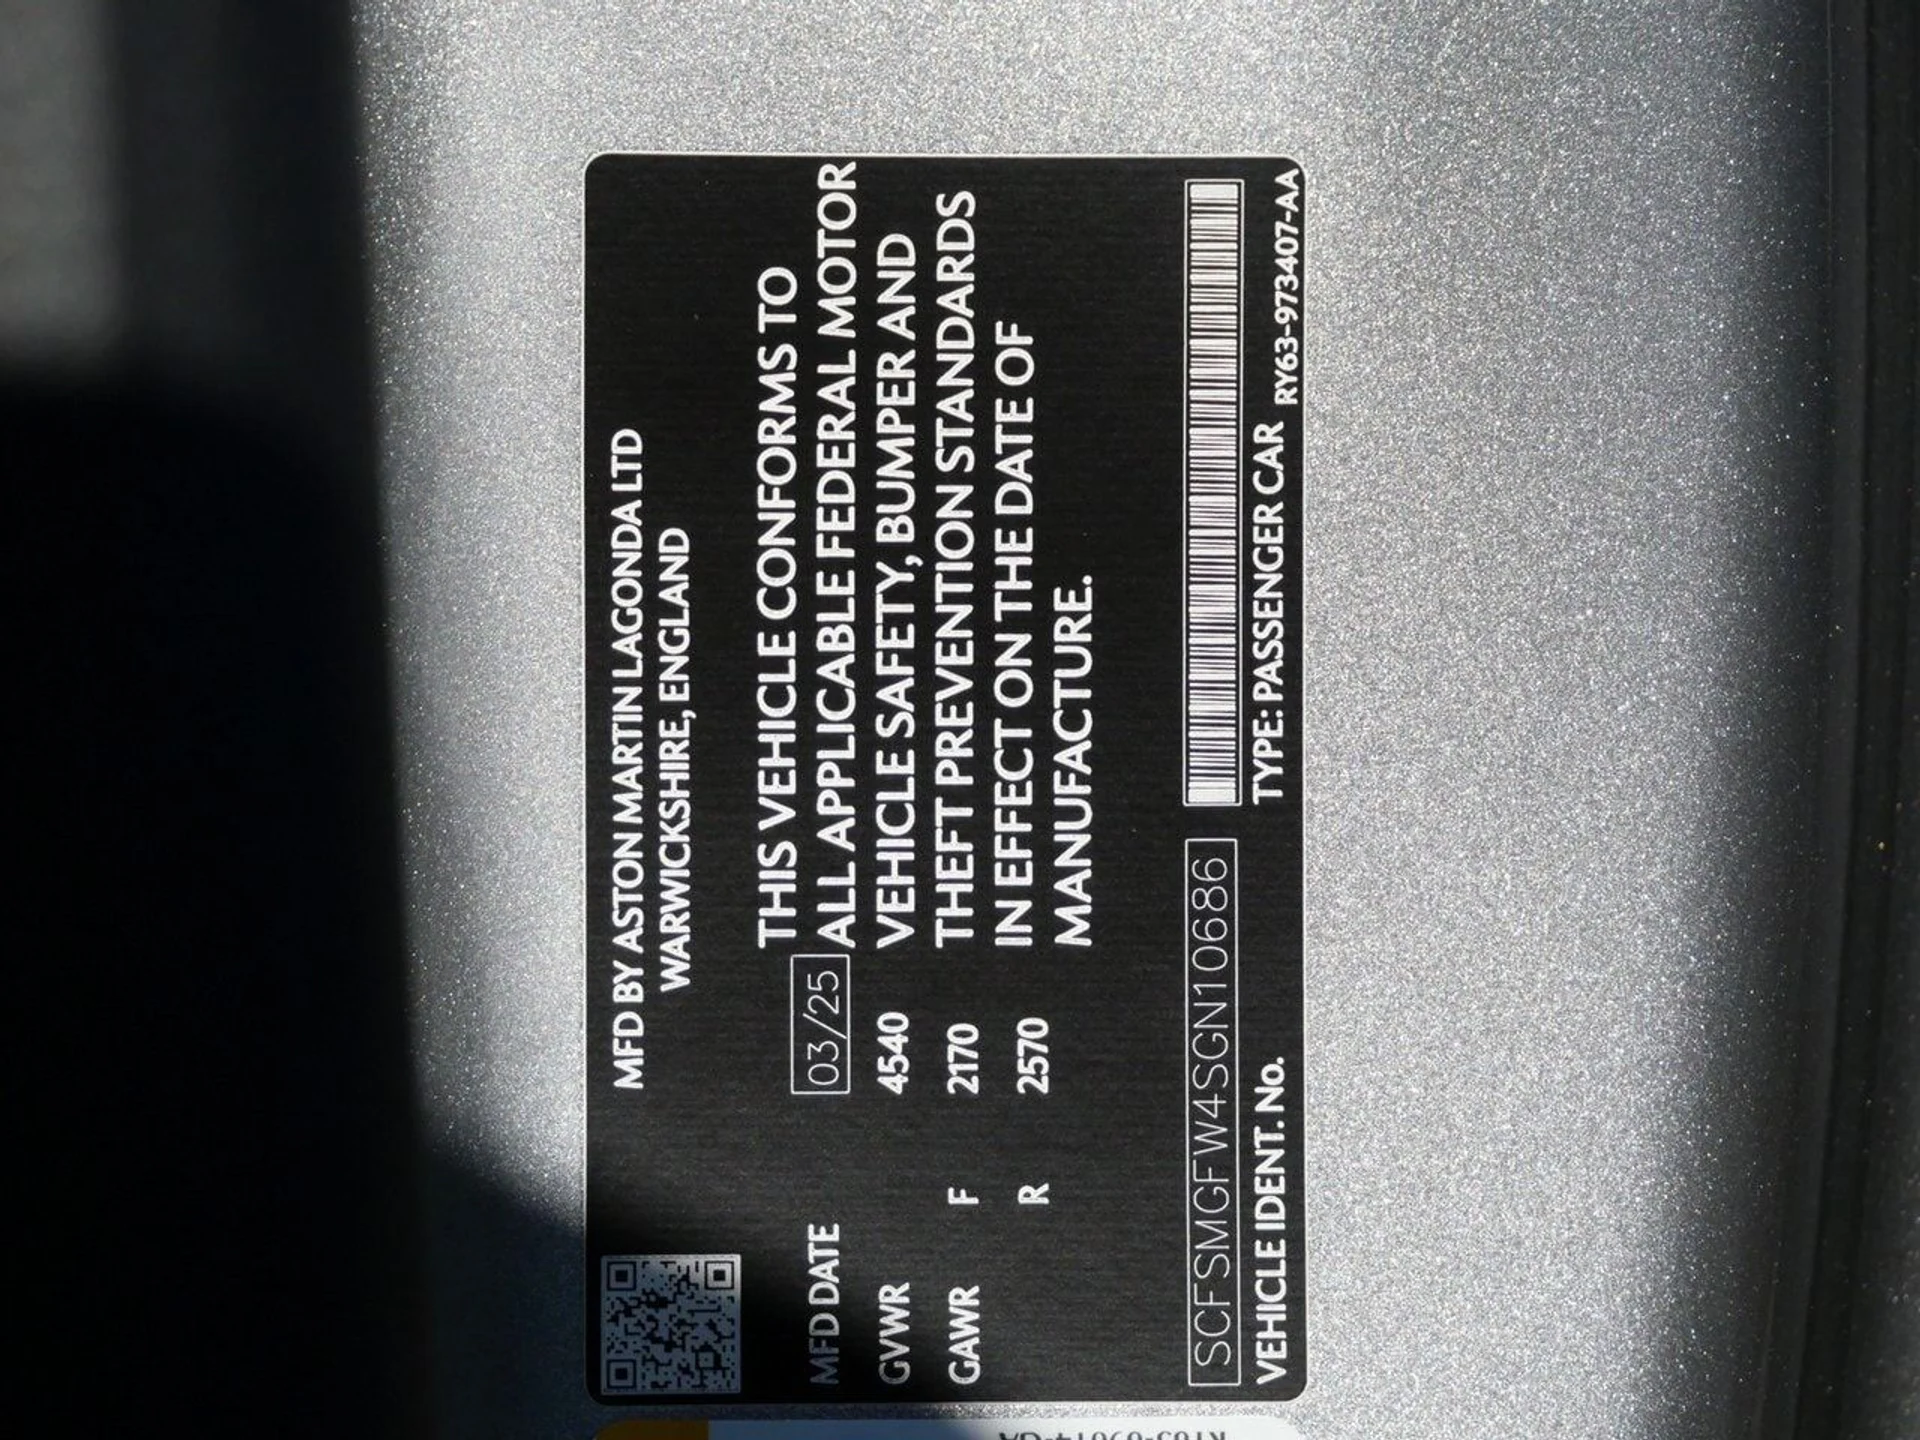 MFD BY ASTON MARTIN LAGONDA LTD
WARWICKSHIRE, ENGLAND
MFD DATE 03/25
GVWR 4540
GAWR F 2170
R 2570
THIS VEHICLE CONFORMS TO
ALL APPLICABLE FEDERAL MOTOR
VEHICLE SAFETY, BUMPER AND
THEFT PREVENTION STANDARDS
IN EFFECT ON THE DATE OF
MANUFACTURE.
SCFSMGFW4SGN10686
VEHICLE IDENT. No.
TYPE: PASSENGER CAR
RY63-973407-AA